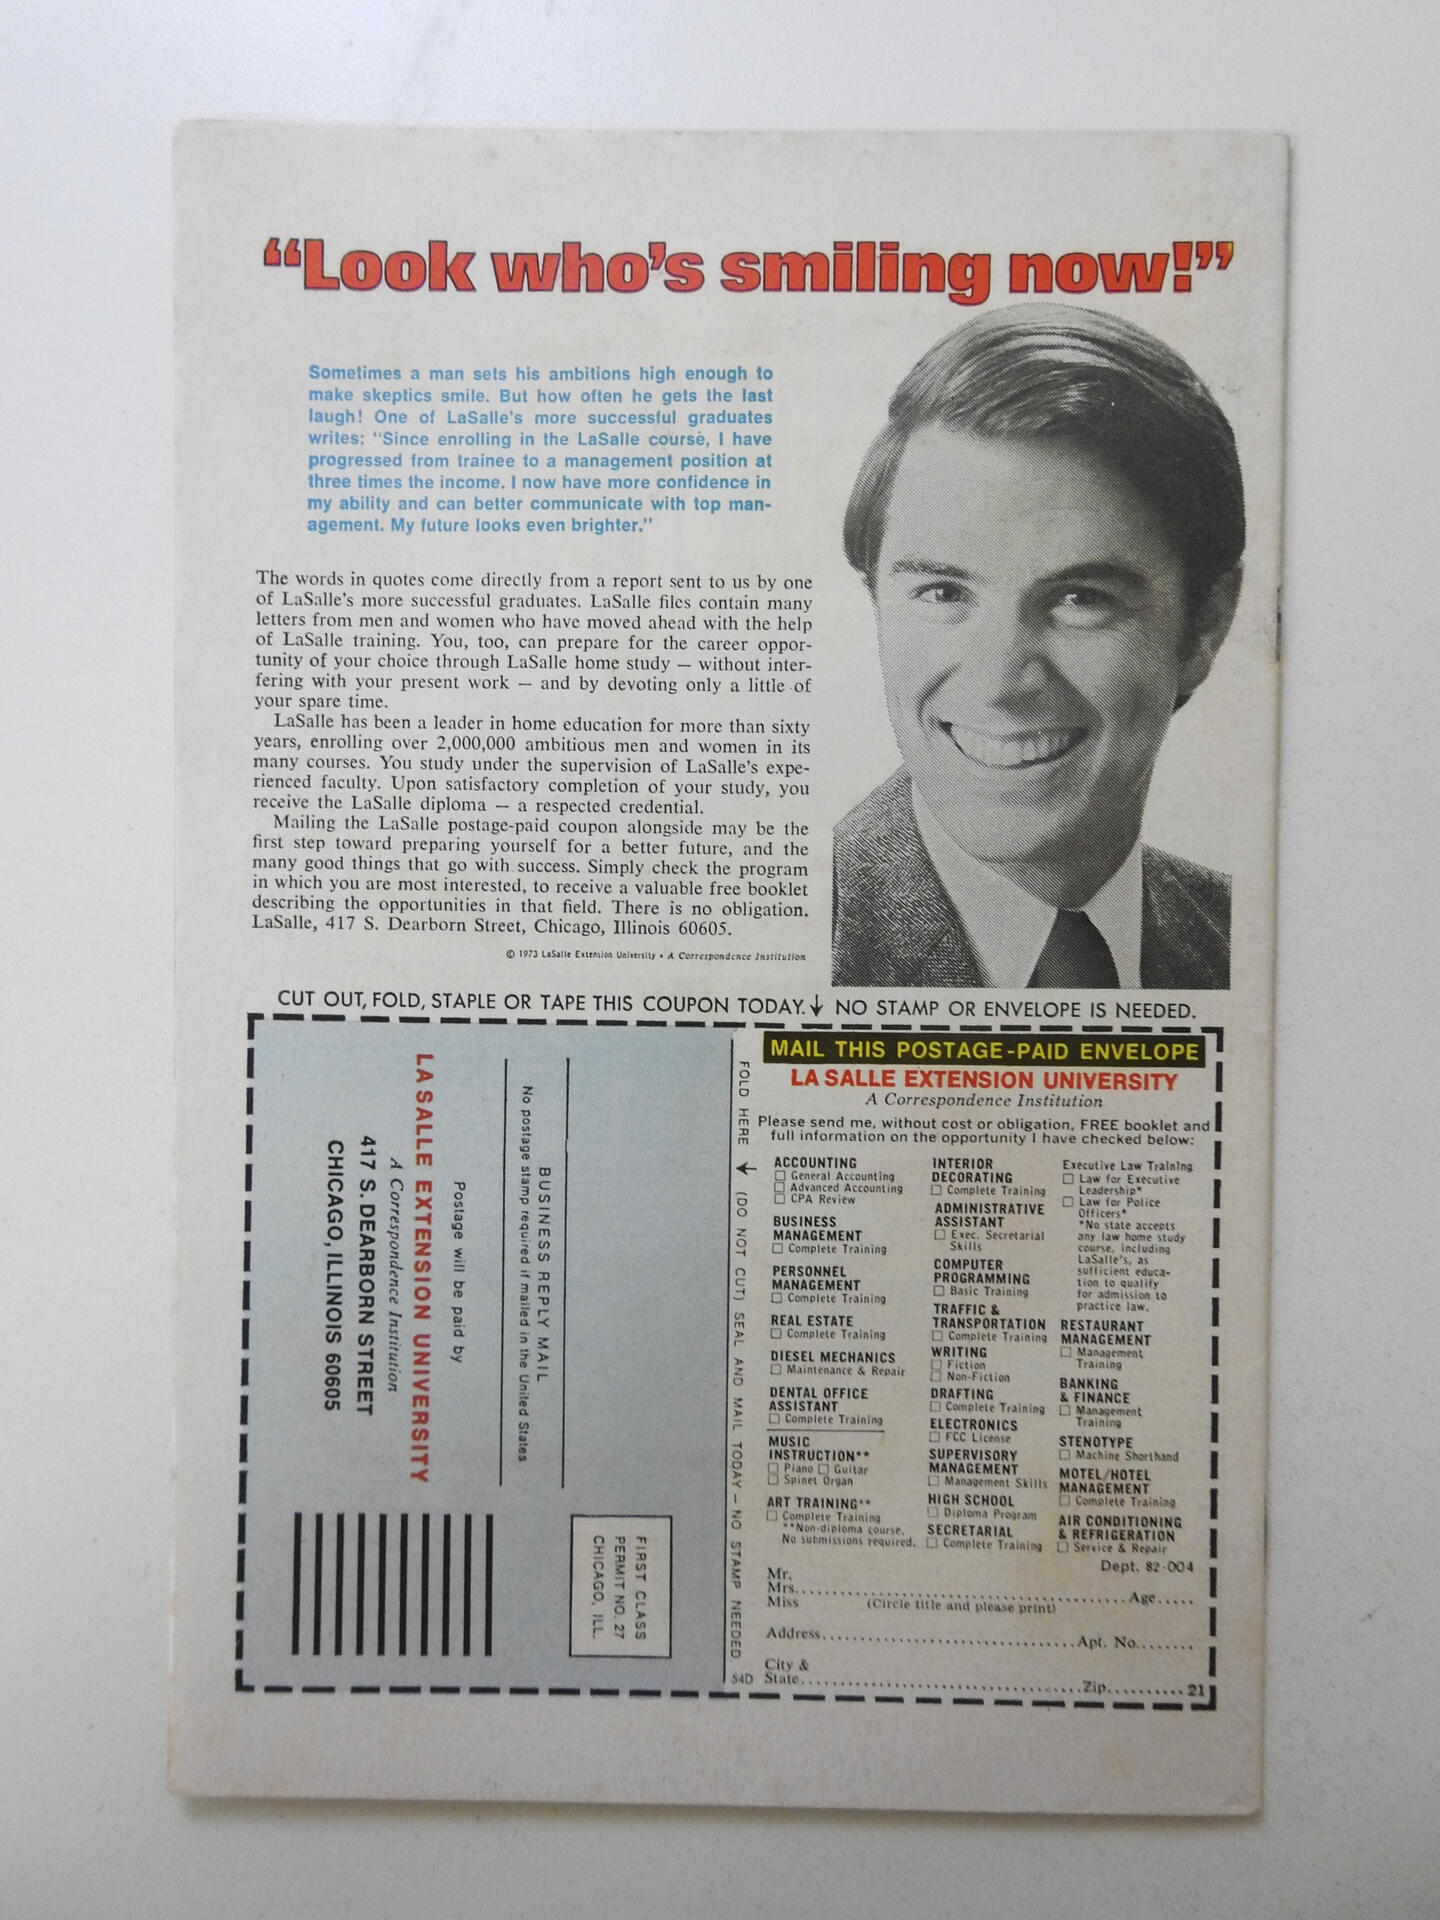 “Look who’s smiling now!”
Sometimes a man sets his ambitions high enough to
make skeptics smile. But how often he gets the last
laugh! One of LaSalle’s more successful graduates
writes: “Since enrolling in the LaSalle course, I have
progressed from trainee to a management position at
three times the income. I now have more confidence in
my ability and can better communicate with top man-
agement. My future looks even brighter.”
The words in quotes come directly from a report sent to us by one
of LaSalle’s more successful graduates. LaSalle files contain many
letters from men and women who have moved ahead with the help
of LaSalle training. You, too, can prepare for the career oppor-
tunity of your choice through LaSalle home study — without inter-
fering with your present work — and by devoting only a little of
your spare time.
LaSalle has been a leader in home education for more than sixty
years, enrolling over 2,000,000 ambitious men and women in its
many courses. You study under the supervision of LaSalle’s expe-
rienced faculty. Upon satisfactory completion of your study, you
receive the LaSalle diploma — a respected credential.
Mailing the LaSalle postage-paid coupon alongside may be the
first step toward preparing yourself for a better future, and the
many good things that go with success. Simply check the program
in which you are most interested, to receive a valuable free booklet
describing the opportunities in that field. There is no obligation.
LaSalle, 417 S. Dearborn Street, Chicago, Illinois 60605.
© 1973 LaSalle Extension University • A Correspondence Institution
CUT OUT, FOLD, STAPLE OR TAPE THIS COUPON TODAY.↓ NO STAMP OR ENVELOPE IS NEEDED.
FIRST CLASS
PERMIT NO. 27
CHICAGO, ILL.
BUSINESS REPLY MAIL
No postage stamp required if mailed in the United States
Postage will be paid by
LA SALLE EXTENSION UNIVERSITY
A Correspondence Institution
417 S. DEARBORN STREET
CHICAGO, ILLINOIS 60605
FOLD HERE ↓ (DO NOT CUT) SEAL AND MAIL TODAY — NO STAMP NEEDED.
S4D
MAIL THIS POSTAGE-PAID ENVELOPE
LA SALLE EXTENSION UNIVERSITY
A Correspondence Institution
Please send me, without cost or obligation, FREE booklet and
full information on the opportunity I have checked below:
ACCOUNTING
☐ General Accounting
☐ Advanced Accounting
☐ CPA Review
BUSINESS
MANAGEMENT
☐ Complete Training
PERSONNEL
MANAGEMENT
☐ Complete Training
REAL ESTATE
☐ Complete Training
DIESEL MECHANICS
☐ Maintenance & Repair
DENTAL OFFICE
ASSISTANT
☐ Complete Training
MUSIC
INSTRUCTION**
☐ Piano ☐ Guitar
☐ Spinet Organ
ART TRAINING**
☐ Complete Training
**Non-diploma course.
No submissions required.
INTERIOR
DECORATING
☐ Complete Training
ADMINISTRATIVE
ASSISTANT
☐ Exec. Secretarial
Skills
COMPUTER
PROGRAMMING
☐ Basic Training
TRAFFIC &
TRANSPORTATION
☐ Complete Training
WRITING
☐ Fiction
☐ Non-Fiction
DRAFTING
☐ Complete Training
ELECTRONICS
☐ FCC License
SUPERVISORY
MANAGEMENT
☐ Management Skills
HIGH SCHOOL
☐ Diploma Program
SECRETARIAL
☐ Complete Training
Executive Law Training
☐ Law for Executive
Leadership*
☐ Law for Police
Officers*
*No state accepts
any law home study
course, including
LaSalle’s, as
sufficient educa-
tion to qualify
for admission to
practice law.
RESTAURANT
MANAGEMENT
☐ Management
Training
BANKING
& FINANCE
☐ Management
Training
STENOTYPE
☐ Machine Shorthand
MOTEL/HOTEL
MANAGEMENT
☐ Complete Training
AIR CONDITIONING
& REFRIGERATION
☐ Service & Repair
Dept. 82-004
Mr.
Mrs.......................................................Age.....
Miss (Circle title and please print)
Address.................................Apt. No........
City &
State.....................................Zip..........21